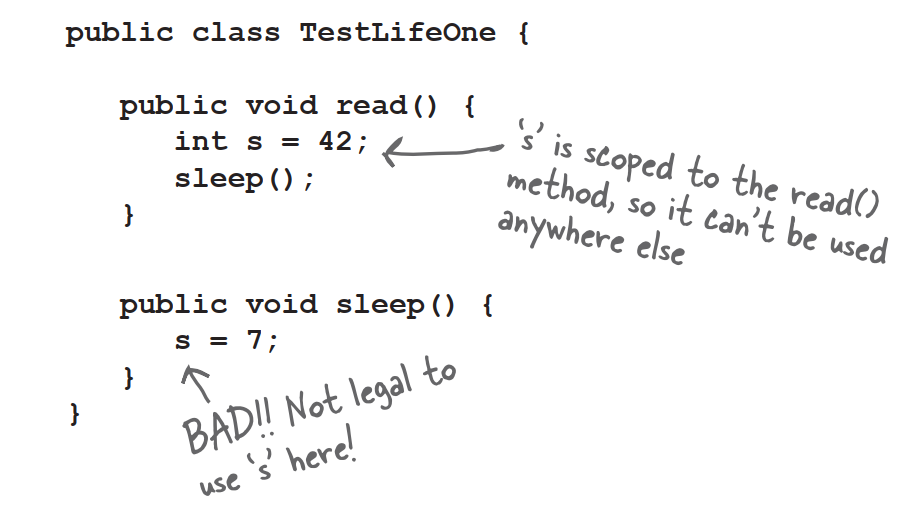 public class TestLifeOne {
public void read() {
int s = 42;
sleep();
}
's' is scoped to the read()
method, so it can't be used
anywhere else
public void sleep() {
s = 7;
}
}
BAD!! Not legal to
use 's' here!